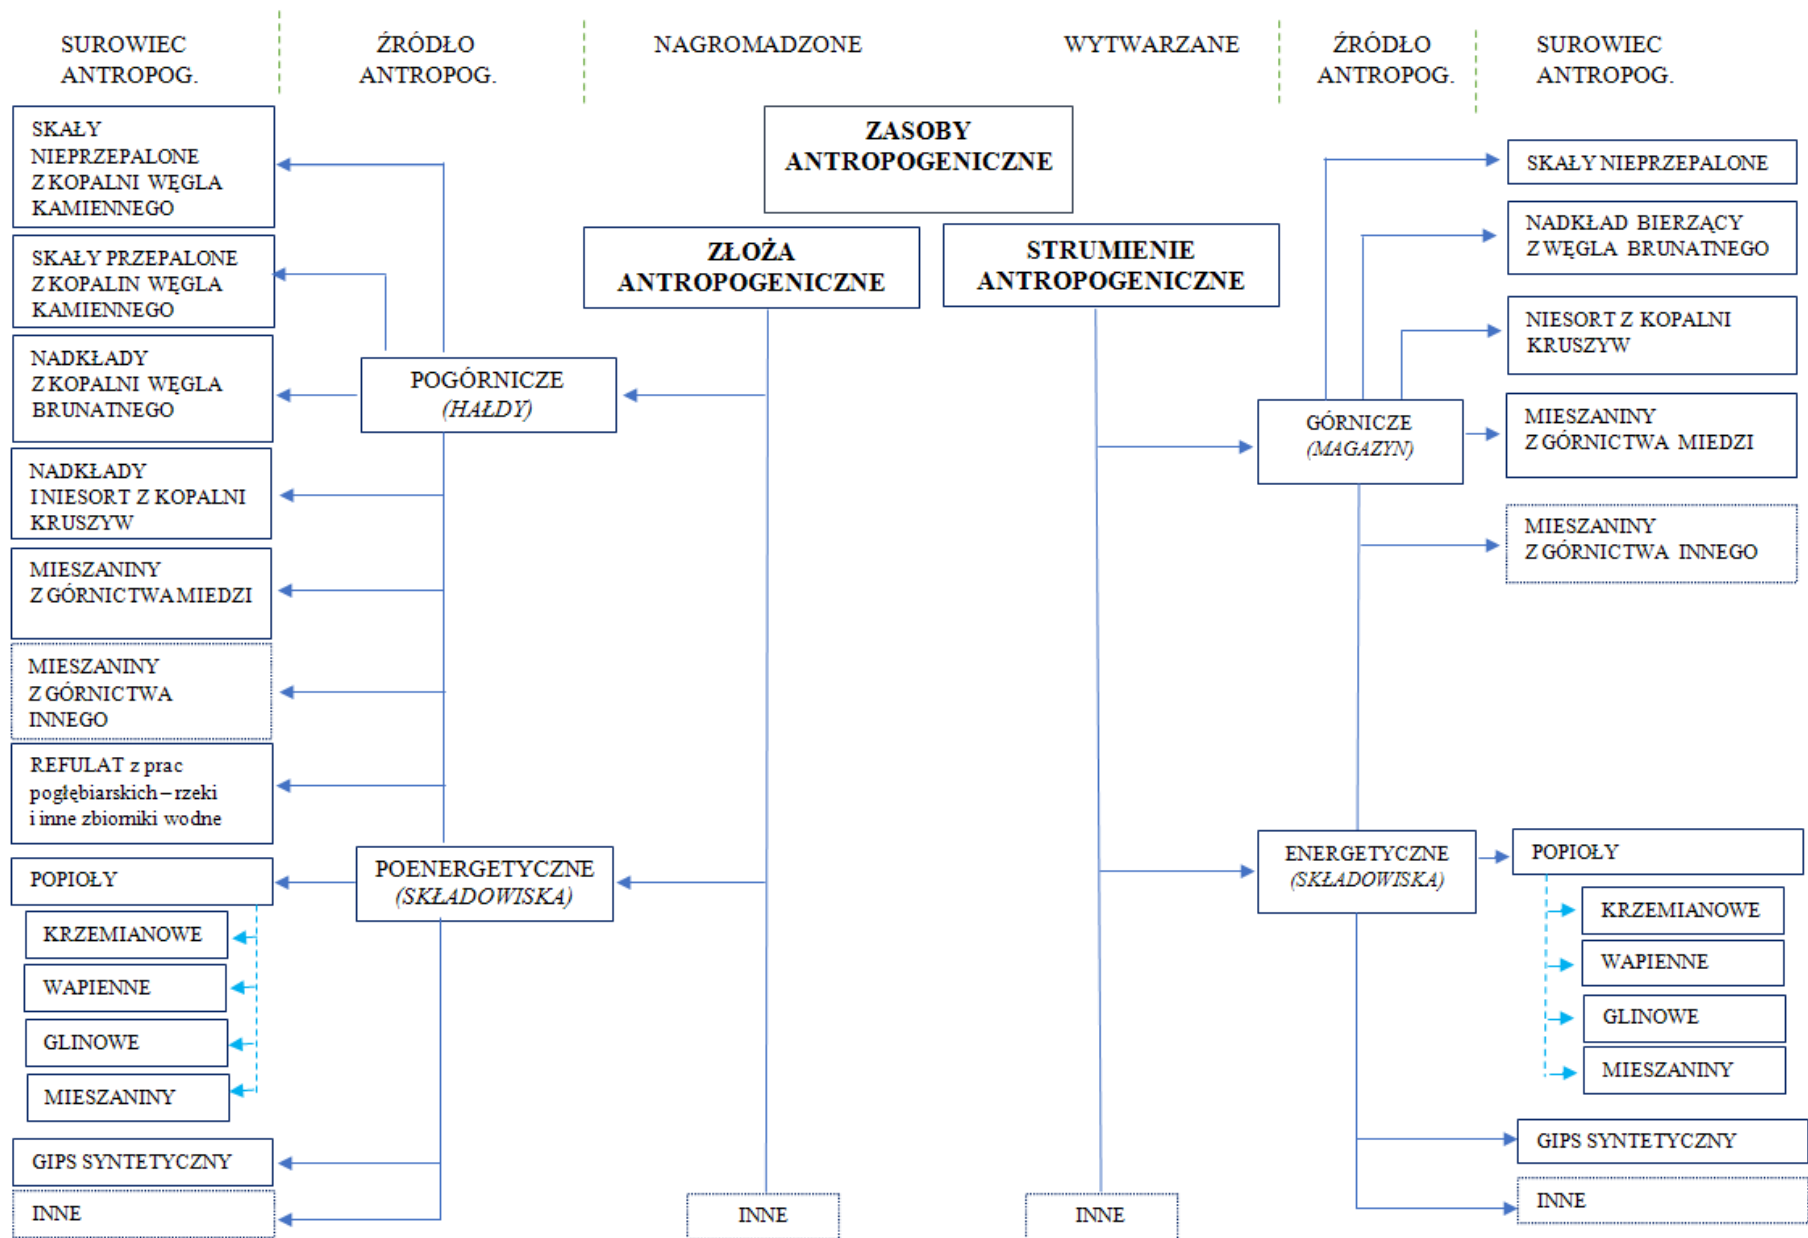 SUROWIEC
ANTROPOG.
ŹRÓDŁO
ANTROPOG.
NAGROMADZONE
WYTWARZANE
ŹRÓDŁO
ANTROPOG.
SUROWIEC
ANTROPOG.
ZASOBY
ANTROPOGENICZNE
ZŁOŻA
ANTROPOGENICZNE
STRUMIENIE
ANTROPOGENICZNE
SKAŁY
NIEPRZEPALONE
Z KOPALNI WĘGLA
KAMIENNEGO
SKAŁY PRZEPALONE
Z KOPALIN WĘGLA
KAMIENNEGO
NADKŁADY
Z KOPALNI WĘGLA
BRUNATNEGO
NADKŁADY
I NIESORT Z KOPALNI
KRUSZYW
MIESZANINY
Z GÓRNICTWA MIEDZI
MIESZANINY
Z GÓRNICTWA
INNEGO
REFULAT z prac
pogłębiarskich – rzeki
i inne zbiorniki wodne
POPIOŁY
KRZEMIANOWE
WAPIENNE
GLINOWE
MIESZANINY
GIPS SYNTETYCZNY
INNE
POGÓRNICZE
(HAŁDY)
POENERGETYCZNE
(SKŁADOWISKA)
INNE
INNE
GÓRNICZE
(MAGAZYN)
ENERGETYCZNE
(SKŁADOWISKA)
SKAŁY NIEPRZEPALONE
NADKŁAD BIERZĄCY
Z WĘGLA BRUNATNEGO
NIESORT Z KOPALNI
KRUSZYW
MIESZANINY
Z GÓRNICTWA MIEDZI
MIESZANINY
Z GÓRNICTWA INNEGO
POPIOŁY
KRZEMIANOWE
WAPIENNE
GLINOWE
MIESZANINY
GIPS SYNTETYCZNY
INNE